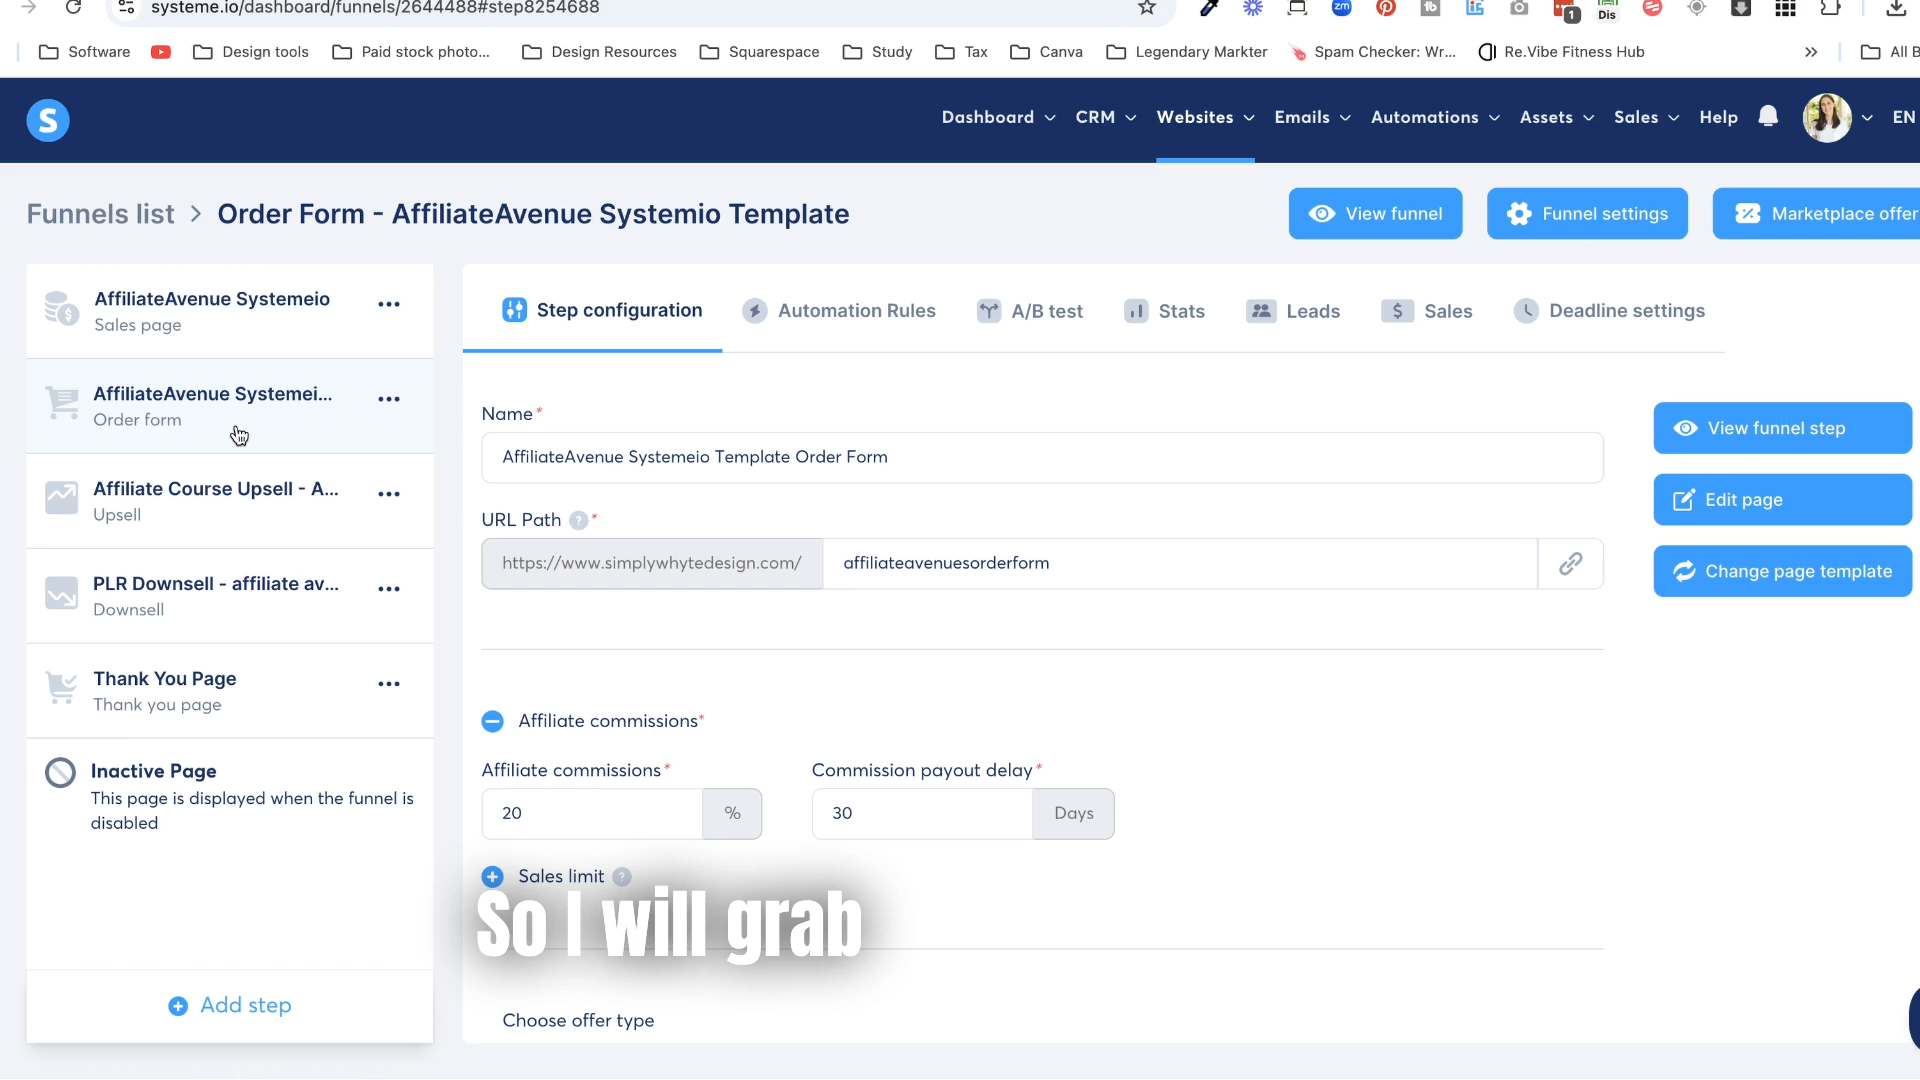 systeme.io/dashboard/funnels/2644488#step8254688
zm
1
Dis
Software
Design tools
Paid stock photo...
Design Resources
Squarespace
Study
Tax
Canva
Legendary Markter
Spam Checker: Wr...
Re.Vibe Fitness Hub
»
All B
S
Dashboard
CRM
Websites
Emails
Automations
Assets
Sales
Help
EN
Funnels list > Order Form - AffiliateAvenue Systemio Template
View funnel
Funnel settings
Marketplace offer
AffiliateAvenue Systemeio
Sales page
AffiliateAvenue Systemei...
Order form
Affiliate Course Upsell - A...
Upsell
PLR Downsell - affiliate av...
Downsell
Thank You Page
Thank you page
Inactive Page
This page is displayed when the funnel is
disabled
Add step
Step configuration
Automation Rules
A/B test
Stats
Leads
$ Sales
Deadline settings
Name*
AffiliateAvenue Systemeio Template Order Form
URL Path ? *
https://www.simplywhytedesign.com/
affiliateavenuesorderform
View funnel step
Edit page
Change page template
Affiliate commissions*
Affiliate commissions*
Commission payout delay*
20 %
30 Days
Sales limit ?
So I will grab
Choose offer type